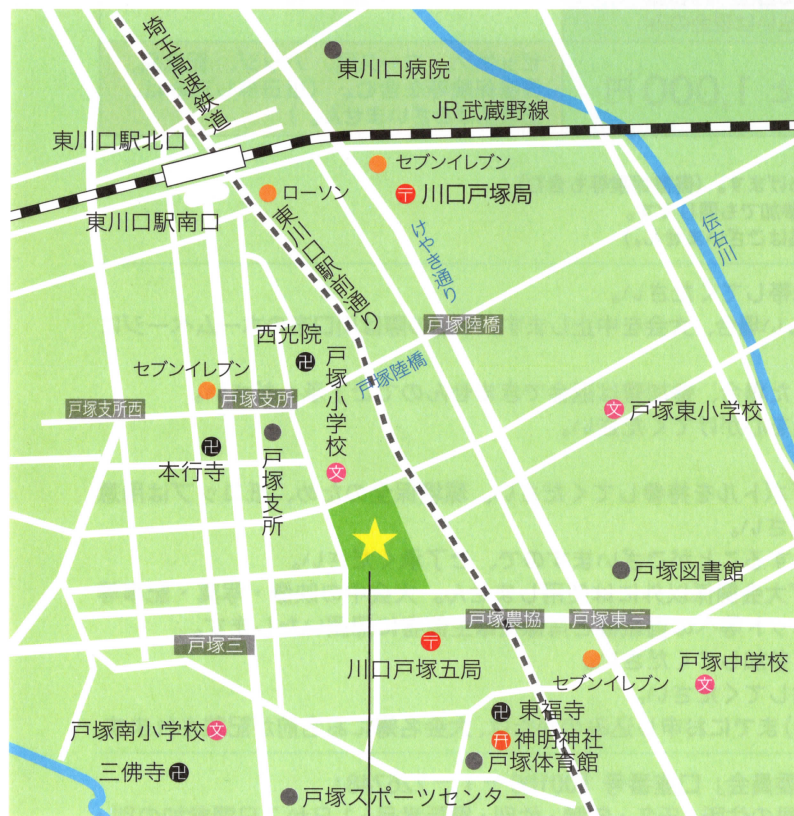 埼玉高速鉄道
東川口病院
JR武蔵野線
東川口駅北口
セブンイレブン
ローソン
川口戸塚局
東川口駅南口
東川口駅前通り
けやき通り
伝右川
戸塚陸橋
西光院
戸塚小学校
戸塚陸橋
セブンイレブン
戸塚支所
戸塚支所西
文
戸塚東小学校
本行寺
戸塚支所
文
戸塚図書館
戸塚農協
戸塚東三
戸塚三
川口戸塚五局
セブンイレブン
戸塚中学校
文
東福寺
戸塚南小学校
文
神明神社
戸塚体育館
三佛寺
戸塚スポーツセンター